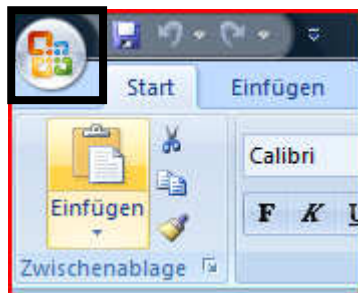 Start Einfügen
Calibri
Einfügen
F K U
Zwischenablage